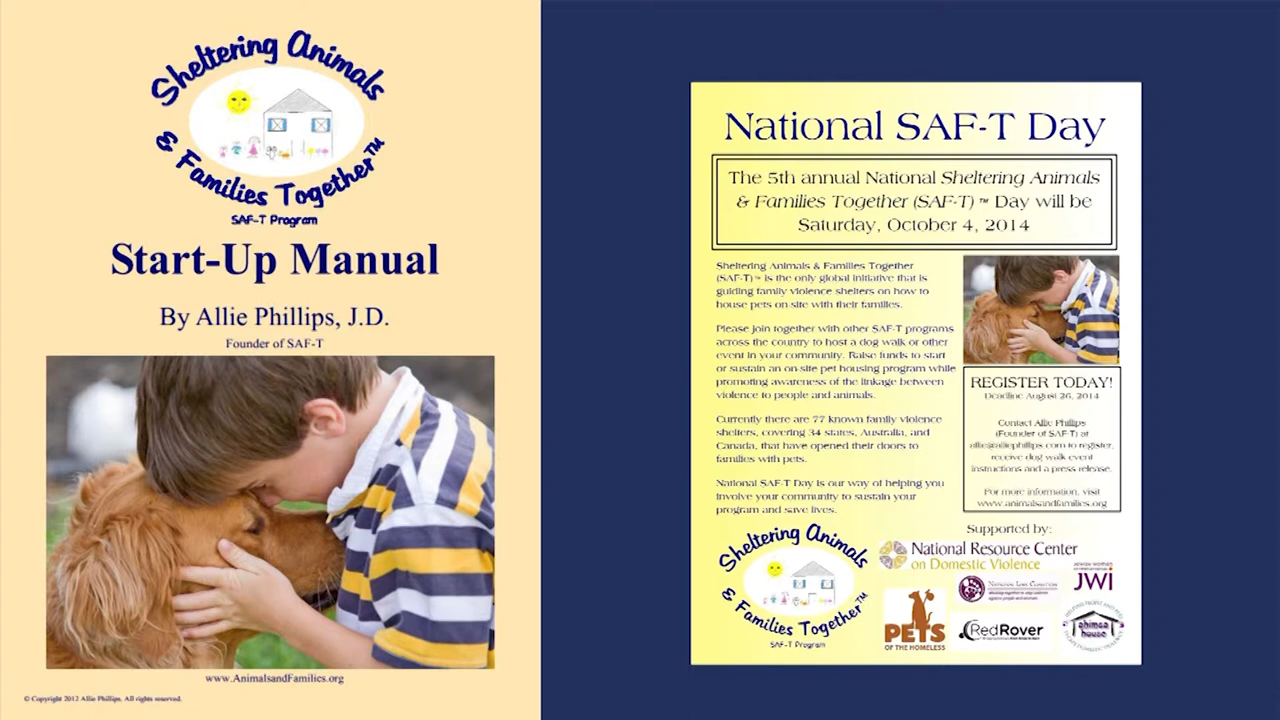 Sheltering Animals
& Families Together™
SAF-T Program
Start-Up Manual
By Allie Phillips, J.D.
Founder of SAF-T
www.AnimalsandFamilies.org
© Copyright 2012 Allie Phillips. All rights reserved.
National SAF-T Day
The 5th annual National Sheltering Animals
& Families Together (SAF-T) ™ Day will be
Saturday, October 4, 2014
Sheltering Animals & Families Together
(SAF-T)™ is the only global initiative that is
guiding family violence shelters on how to
house pets on-site with their families.
Please join together with other SAF-T programs
across the country to host a dog walk or other
event in your community. Raise funds to start
or sustain an on-site pet housing program while
promoting awareness of the linkage between
violence to people and animals.
Currently there are 77 known family violence
shelters, covering 34 states, Australia, and
Canada, that have opened their doors to
families with pets.
National SAF-T Day is our way of helping you
involve your community to sustain your
program and save lives.
REGISTER TODAY!
Deadline August 26, 2014
Contact Allie Phillips
(Founder of SAF-T) at
allie@alliephillips.com to register,
receive dog walk event
instructions and a press release.
For more information, visit
www.animalsandfamilies.org
Supported by:
Sheltering Animals
& Families Together™
SAF-T Program
National Resource Center
on Domestic Violence
National Link Coalition
JWI
PETS
OF THE HOMELESS
RedRover
ahimsa
house